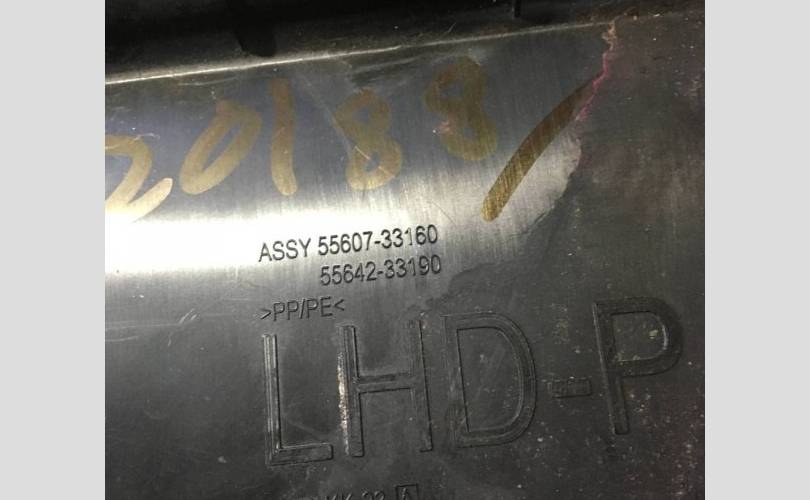 20188/
ASSY 55607-33160
55642-33190
>PP/PE<
LHD-P